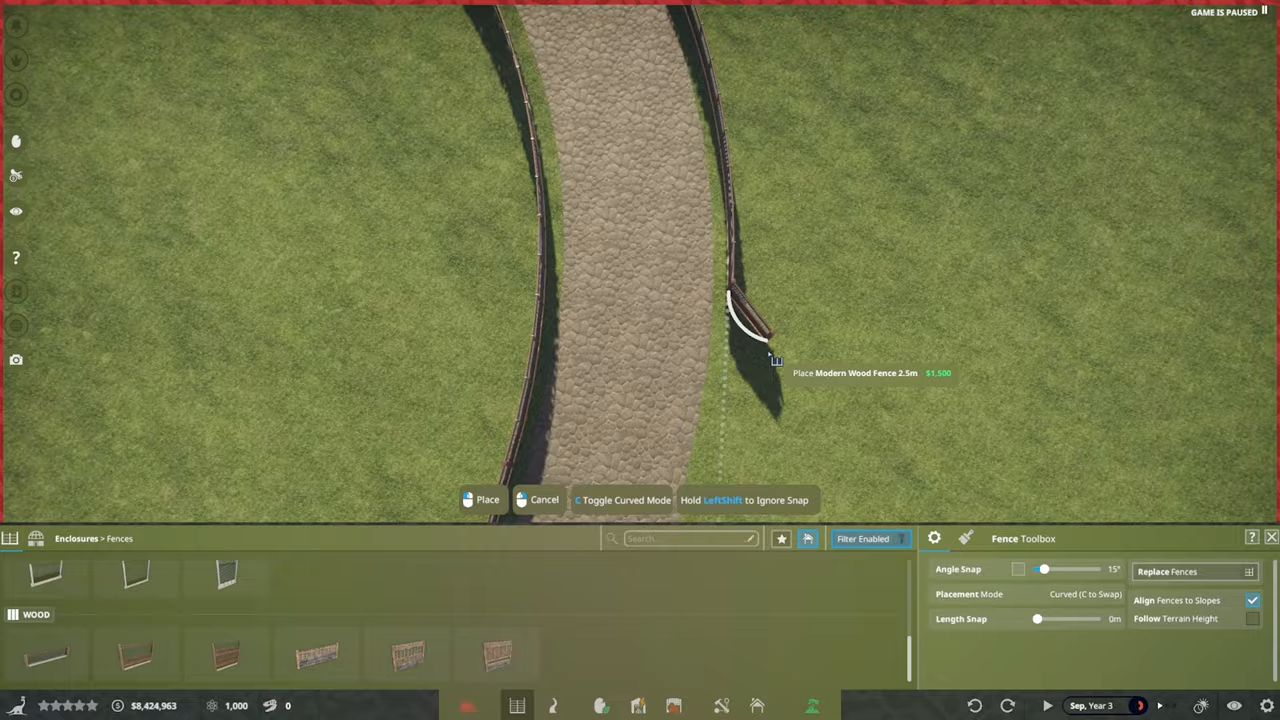 GAME IS PAUSED
?
Place Modern Wood Fence 2.5m $1,500
Place
Cancel
C Toggle Curved Mode
Hold LeftShift to Ignore Snap
Enclosures > Fences
Search...
Filter Enabled
Fence Toolbox
?
Angle Snap 15°
Replace Fences
Placement Mode Curved (C to Swap)
Align Fences to Slopes
Length Snap 0m
Follow Terrain Height
WOOD
$8,424,963
1,000
0
Sep, Year 3